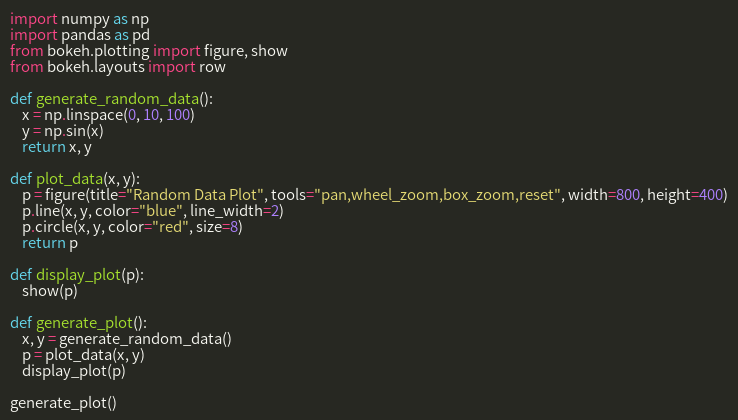 import numpy as np
import pandas as pd
from bokeh.plotting import figure, show
from bokeh.layouts import row

def generate_random_data():
    x = np.linspace(0, 10, 100)
    y = np.sin(x)
    return x, y

def plot_data(x, y):
    p = figure(title="Random Data Plot", tools="pan,wheel_zoom,box_zoom,reset", width=800, height=400)
    p.line(x, y, color="blue", line_width=2)
    p.circle(x, y, color="red", size=8)
    return p

def display_plot(p):
    show(p)

def generate_plot():
    x, y = generate_random_data()
    p = plot_data(x, y)
    display_plot(p)

generate_plot()